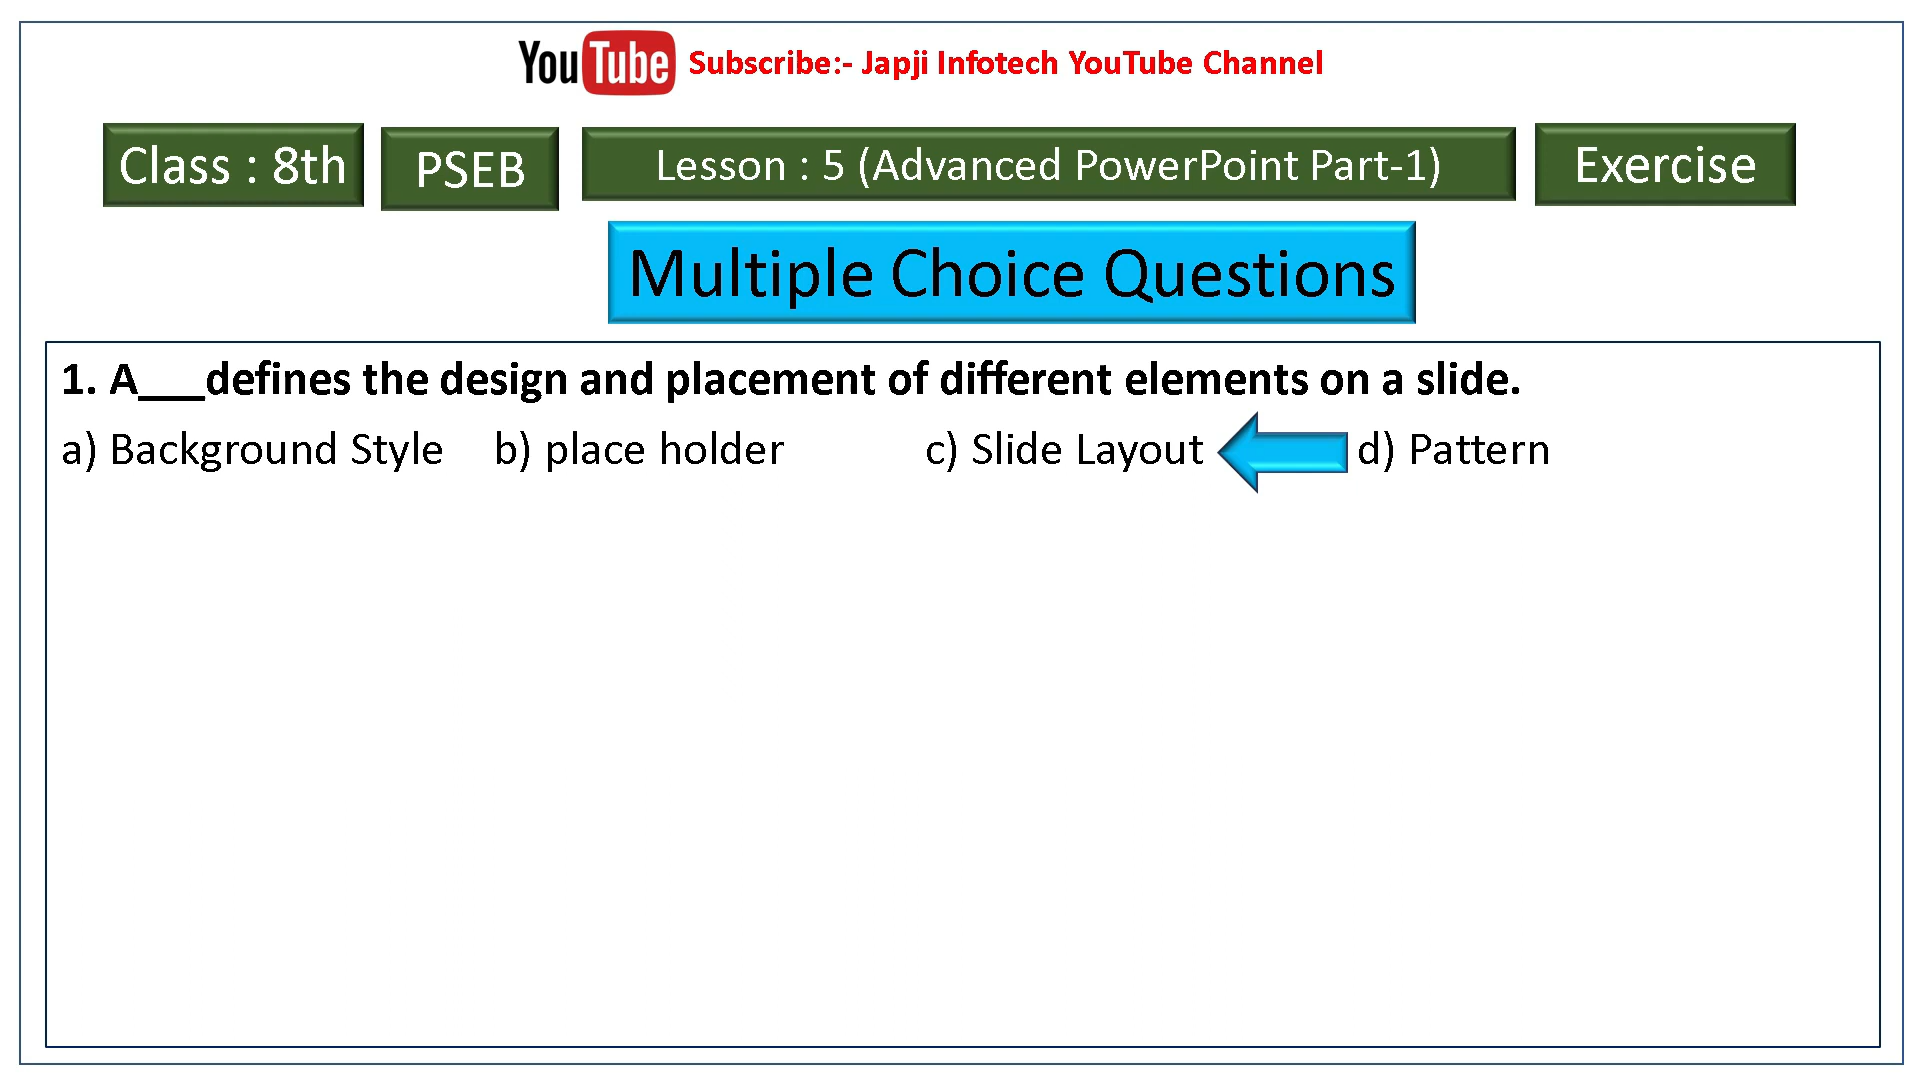 YouTube Subscribe:- Japji Infotech YouTube Channel
Class : 8th PSEB Lesson : 5 (Advanced PowerPoint Part-1) Exercise
Multiple Choice Questions
1. A___defines the design and placement of different elements on a slide.
a) Background Style b) place holder c) Slide Layout d) Pattern